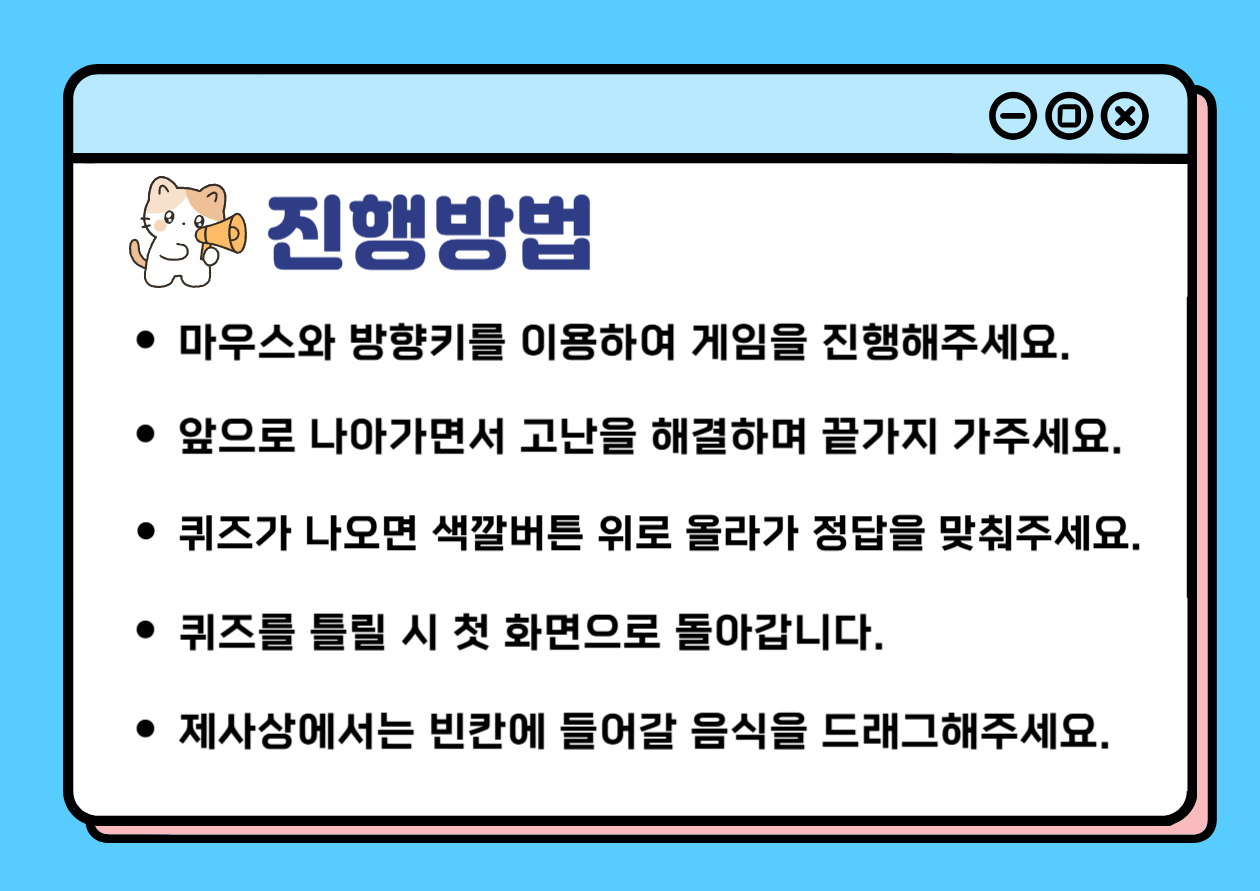 진행방법
• 마우스와 방향키를 이용하여 게임을 진행해주세요.
• 앞으로 나아가면서 고난을 해결하며 끝가지 가주세요.
• 퀴즈가 나오면 색깔버튼 위로 올라가 정답을 맞춰주세요.
• 퀴즈를 틀릴 시 첫 화면으로 돌아갑니다.
• 제사상에서는 빈칸에 들어갈 음식을 드래그해주세요.